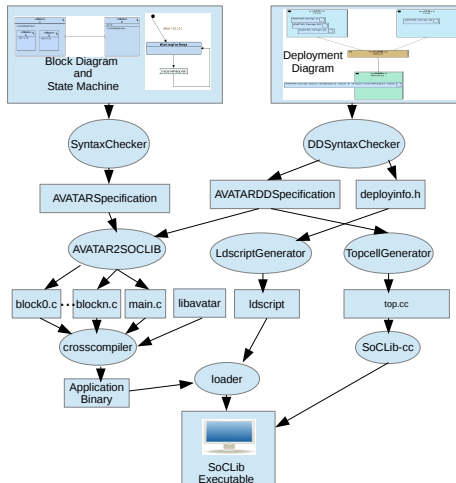 Block Diagram
and
State Machine
Deployment
Diagram
SyntaxChecker
DDSyntaxChecker
AVATARSpecification
AVATARDDSpecification
deployinfo.h
AVATAR2SOCLIB
LdscriptGenerator
TopcellGenerator
block0.c
blockn.c
main.c
libavatar
ldscript
top.cc
crosscompiler
SoCLib-cc
Application
Binary
loader
SoCLib
Executable